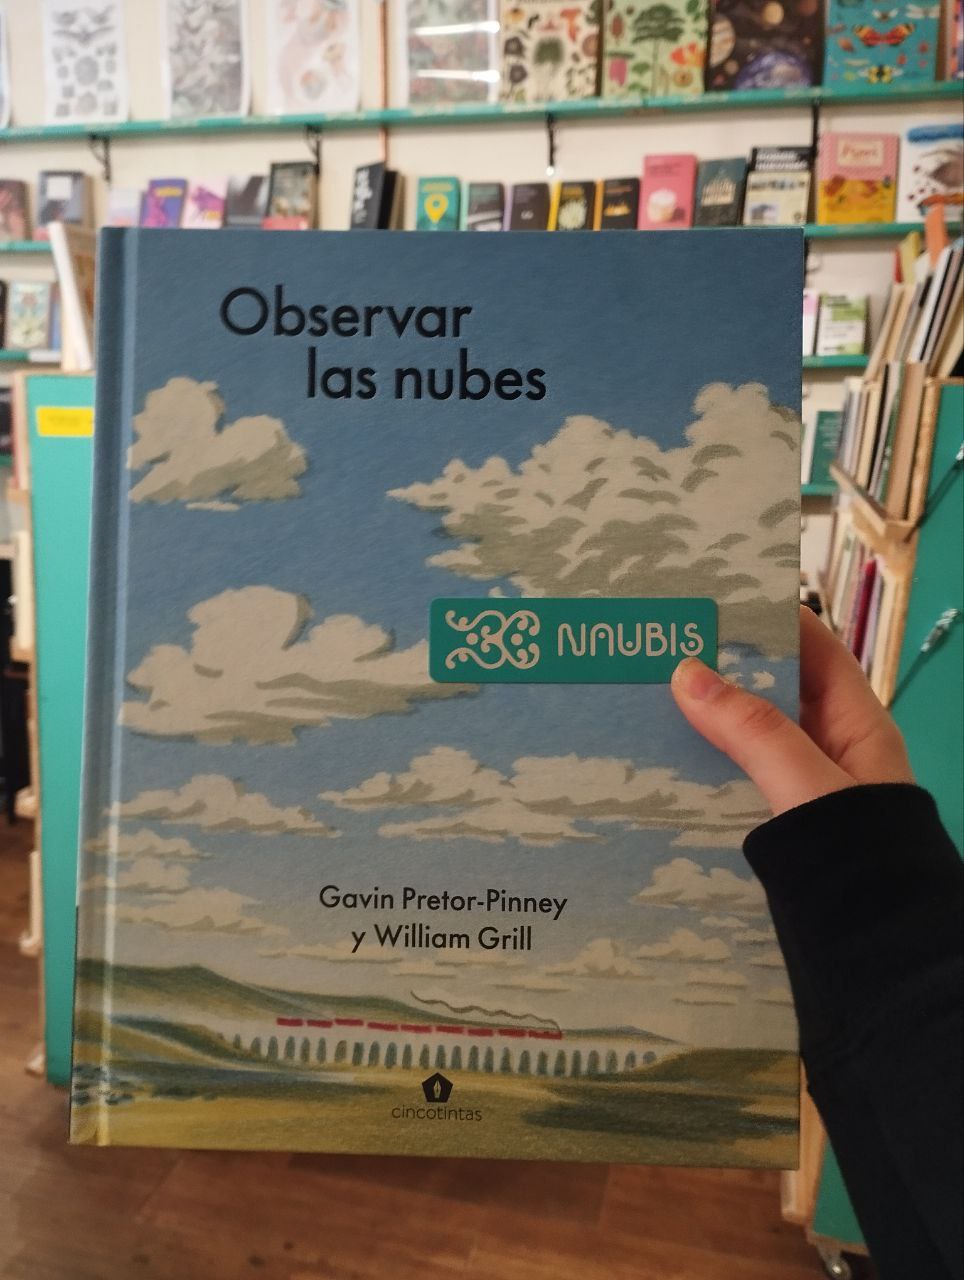 Observar
las nubes
NAUBIS
Gavin Pretor-Pinney
y William Grill
cincotintas